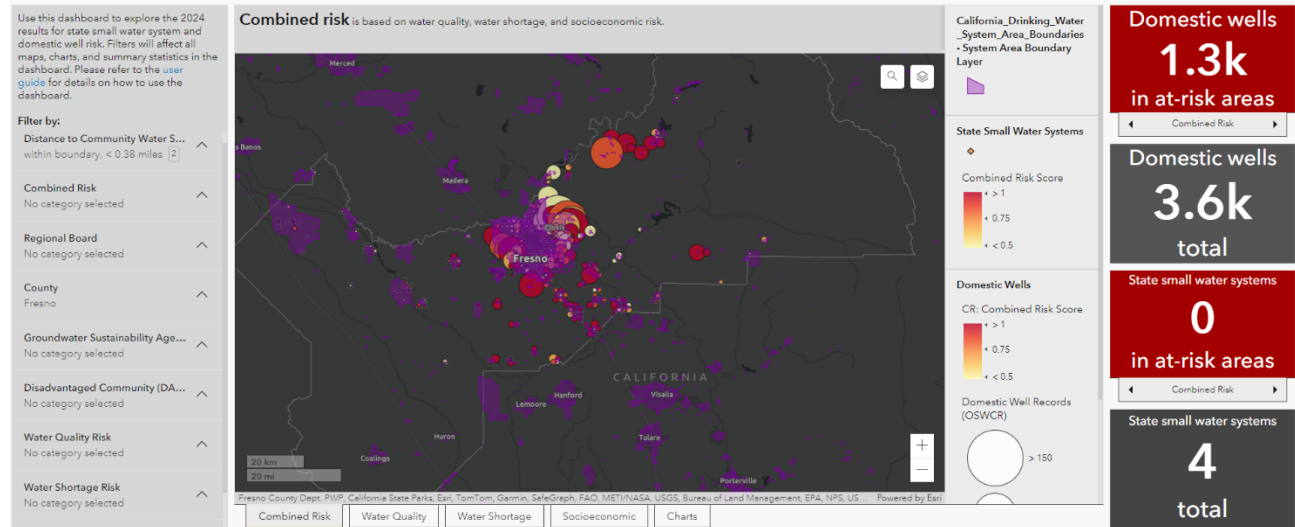 Use this dashboard to explore the 2024
results for state small water system and
domestic well risk. Filters will affect all
maps, charts, and summary statistics in the
dashboard. Please refer to the user
guide for details on how to use the
dashboard.
Filter by:
Distance to Community Water S...
within boundary, < 0.38 miles 2
Combined Risk
No category selected
Regional Board
No category selected
County
Fresno
Groundwater Sustainability Age...
No category selected
Disadvantaged Community (DA...
No category selected
Water Quality Risk
No category selected
Water Shortage Risk
No category selected
Combined risk is based on water quality, water shortage, and socioeconomic risk.
Merced
s Banos
Madera
Clovis
Fresno
CALIFORNIA
Hanford
Visalia
Lemoore
Huron
Tulare
Coalinga
Porterville
20 km
20 mi
Fresno County Dept. PWP, California State Parks, Esri, TomTom, Garmin, SafeGraph, FAO, METI/NASA, USGS, Bureau of Land Management, EPA, NPS, US... Powered by Esri
Combined Risk
Water Quality
Water Shortage
Socioeconomic
Charts
California_Drinking_Water
_System_Area_Boundaries
- System Area Boundary
Layer
State Small Water Systems
Combined Risk Score
> 1
0.75
< 0.5
Domestic Wells
CR: Combined Risk Score
> 1
0.75
< 0.5
Domestic Well Records
(OSWCR)
> 150
Domestic wells
1.3k
in at-risk areas
Combined Risk
Domestic wells
3.6k
total
State small water systems
0
in at-risk areas
Combined Risk
State small water systems
4
total